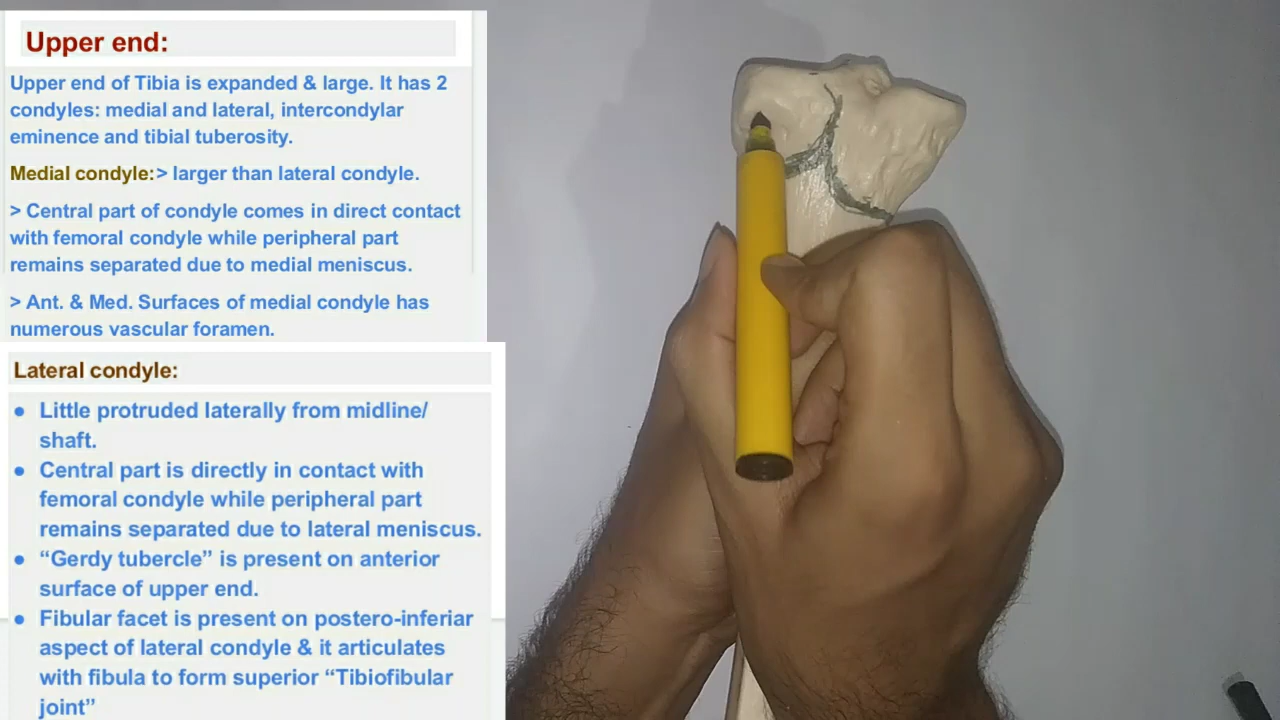 Upper end:
Upper end of Tibia is expanded & large. It has 2
condyles: medial and lateral, intercondylar
eminence and tibial tuberosity.
Medial condyle:> larger than lateral condyle.
> Central part of condyle comes in direct contact
with femoral condyle while peripheral part
remains separated due to medial meniscus.
> Ant. & Med. Surfaces of medial condyle has
numerous vascular foramen.
Lateral condyle:
● Little protruded laterally from midline/
shaft.
● Central part is directly in contact with
femoral condyle while peripheral part
remains separated due to lateral meniscus.
● “Gerdy tubercle” is present on anterior
surface of upper end.
● Fibular facet is present on postero-inferiar
aspect of lateral condyle & it articulates
with fibula to form superior “Tibiofibular
joint”